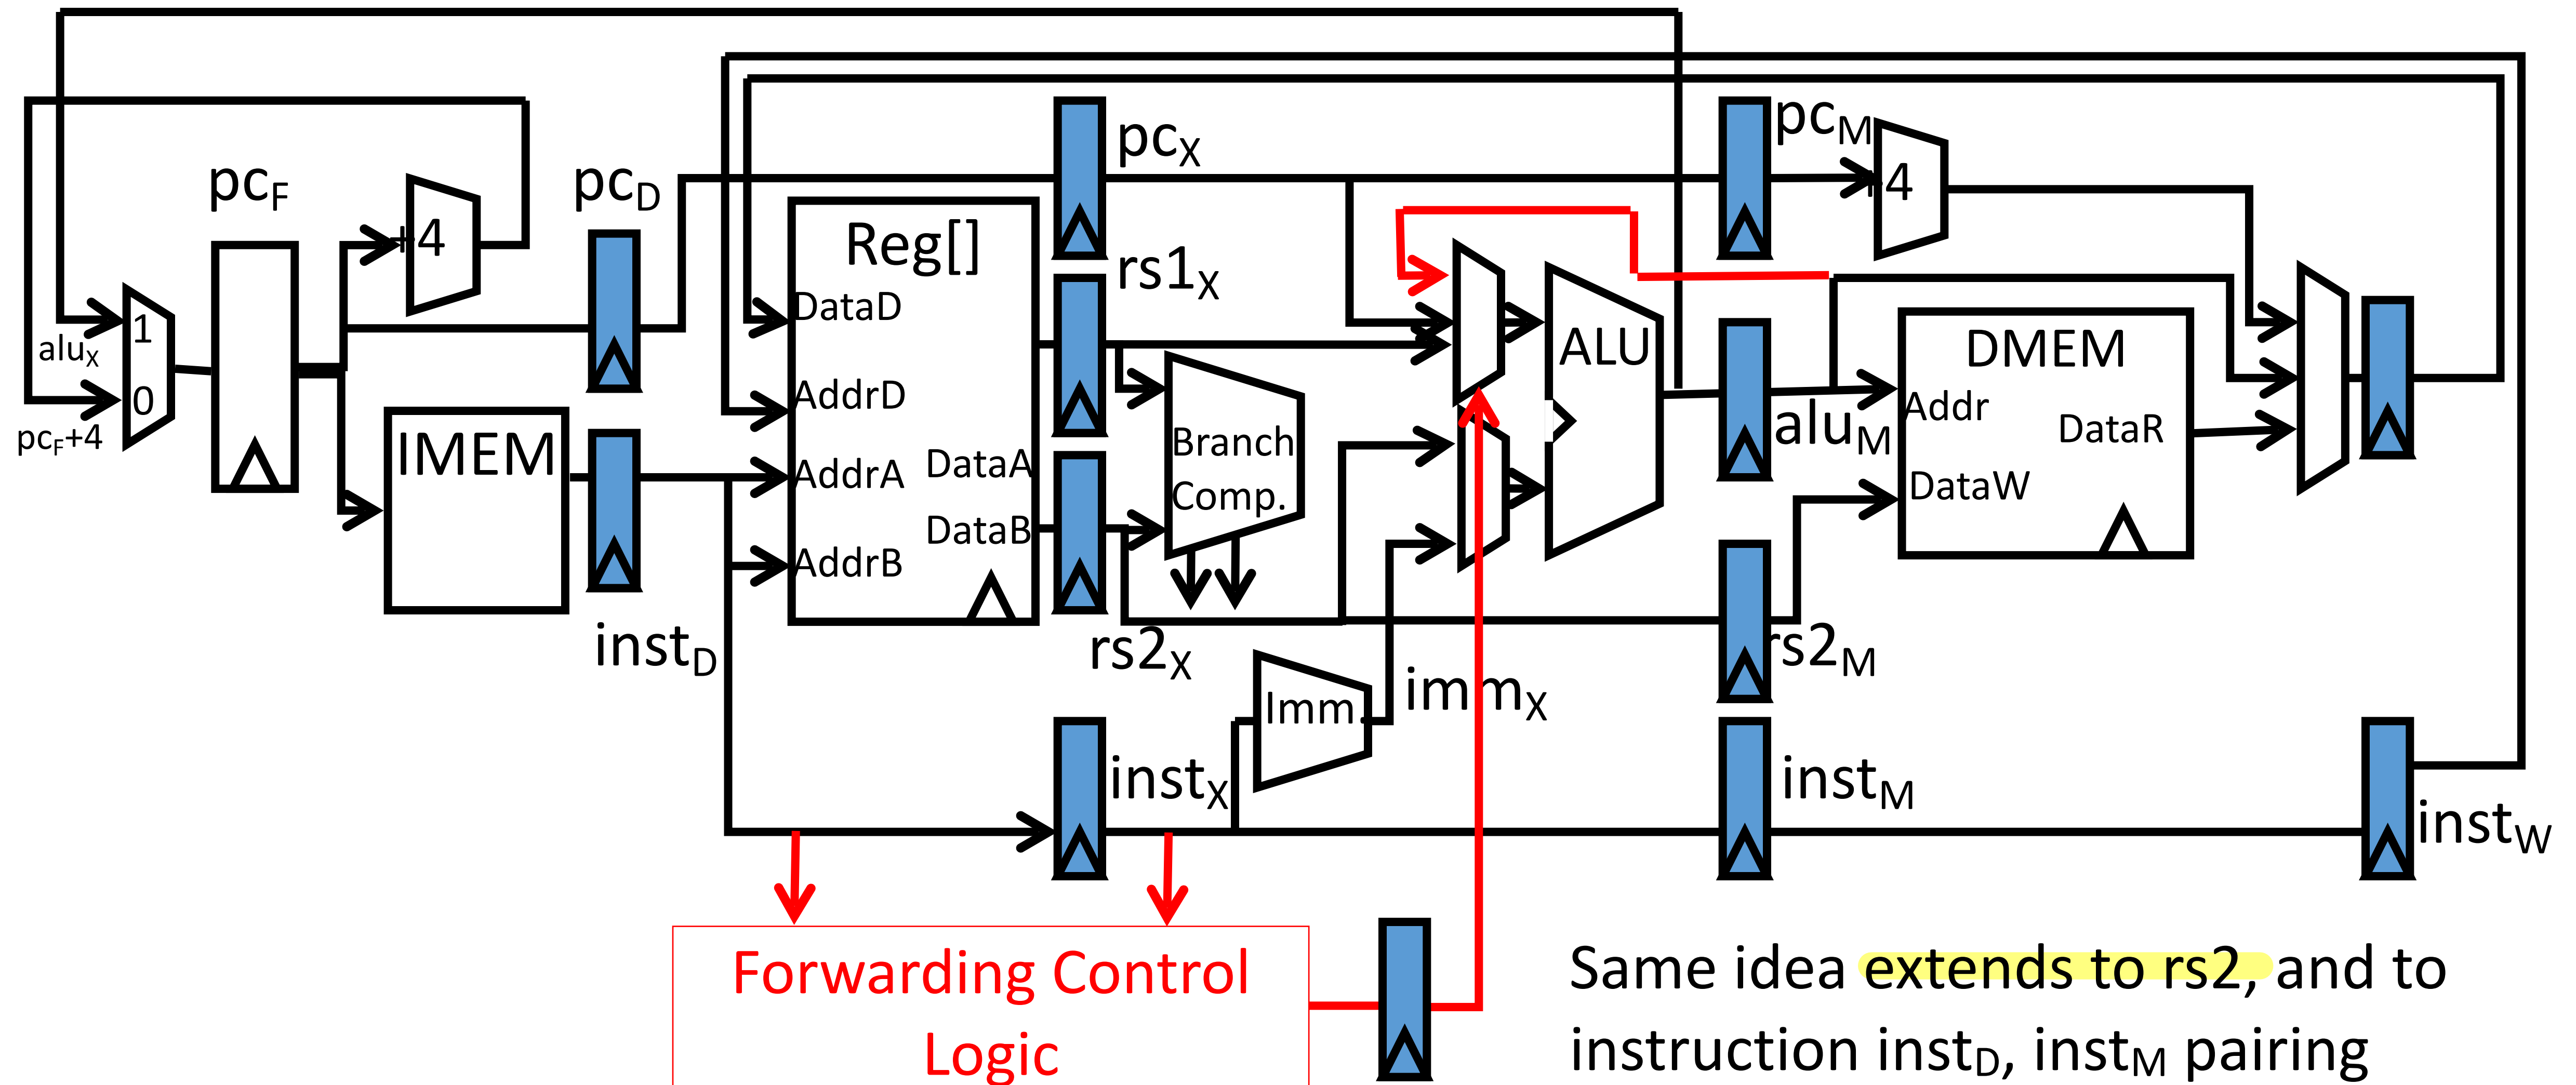 pcF
+4
pcD
1
aluX
0
pcF+4
IMEM
instD
Reg[]
DataD
AddrD
AddrA
DataA
DataB
AddrB
pcX
rs1X
Branch
Comp.
rs2X
Imm.
immX
instX
ALU
pcM
+4
aluM
DMEM
Addr
DataR
DataW
rs2M
instM
instW
Forwarding Control
Logic
Same idea extends to rs2, and to
instruction instD, instM pairing